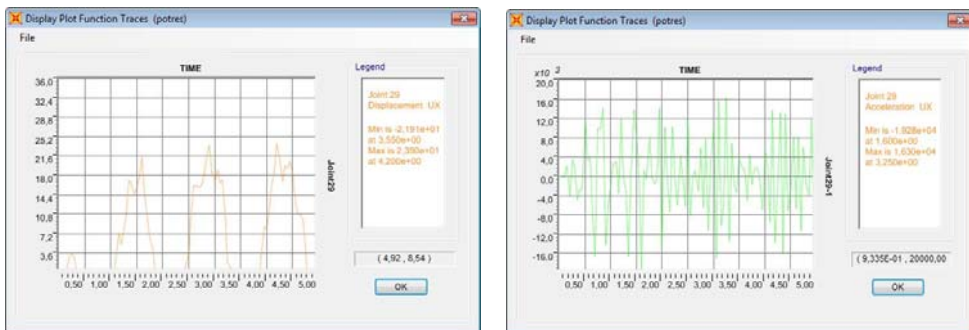 Display Plot Function Traces (potres)
File
TIME
36,0
32,4
28,8
25,2
21,6
18,0
14,4
10,8
7,2
3,6
0,50 1,00 1,50 2,00 2,50 3,00 3,50 4,00 4,50 5,00
Joint29
Legend
Joint 29
Displacement UX
Min is -2,191e+01
at 3,550e+00
Max is 2,390e+01
at 4,200e+00
( 4,92 , 8,54 )
OK
Display Plot Function Traces (potres)
File
x10 2
TIME
20,0
16,0
12,0
8,0
4,0
0,0
-4,0
-8,0
-12,0
-16,0
0,50 1,00 1,50 2,00 2,50 3,00 3,50 4,00 4,50 5,00
Joint29-1
Legend
Joint 29
Acceleration UX
Min is -1,928e+04
at 1,600e+00
Max is 1,630e+04
at 3,250e+00
( 9,335E-01 , 20000,00
OK